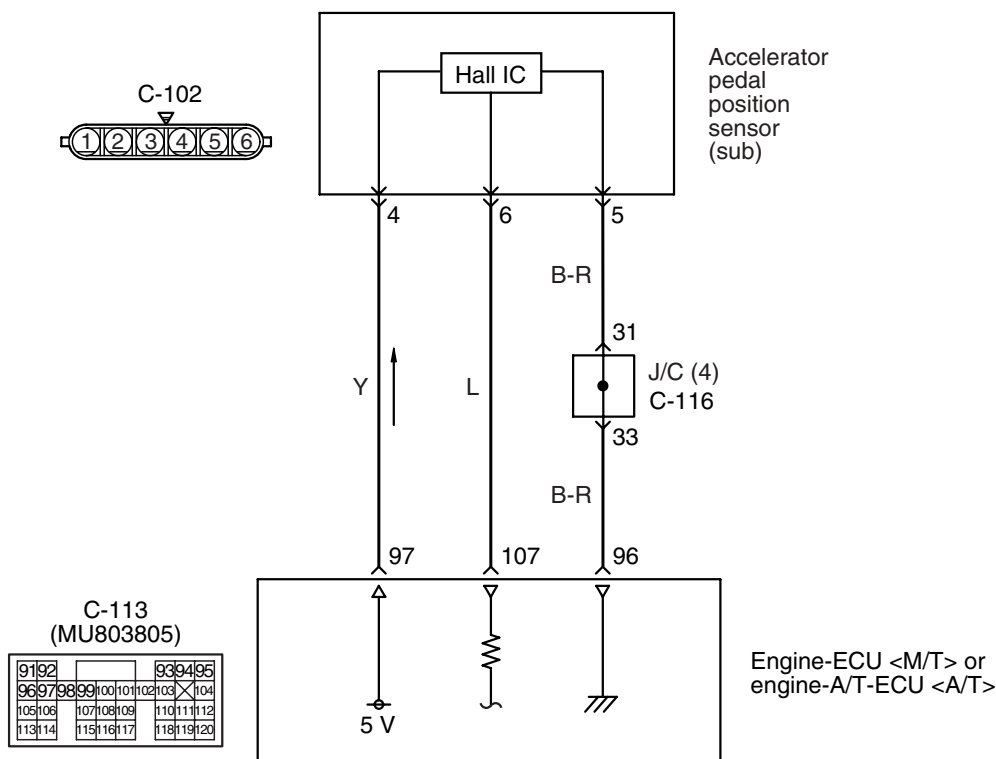 Hall IC
Accelerator
pedal
position
sensor
(sub)
C-102
1 2 3 4 5 6
4 6 5
B-R
31
Y L
J/C (4)
C-116
33
B-R
97 107 96
C-113
(MU803805)
91 92 93 94 95
96 97 98 99 100 101 102 103 104
105 106 107 108 109 110 111 112
113 114 115 116 117 118 119 120
5 V
Engine-ECU <M/T> or
engine-A/T-ECU <A/T>